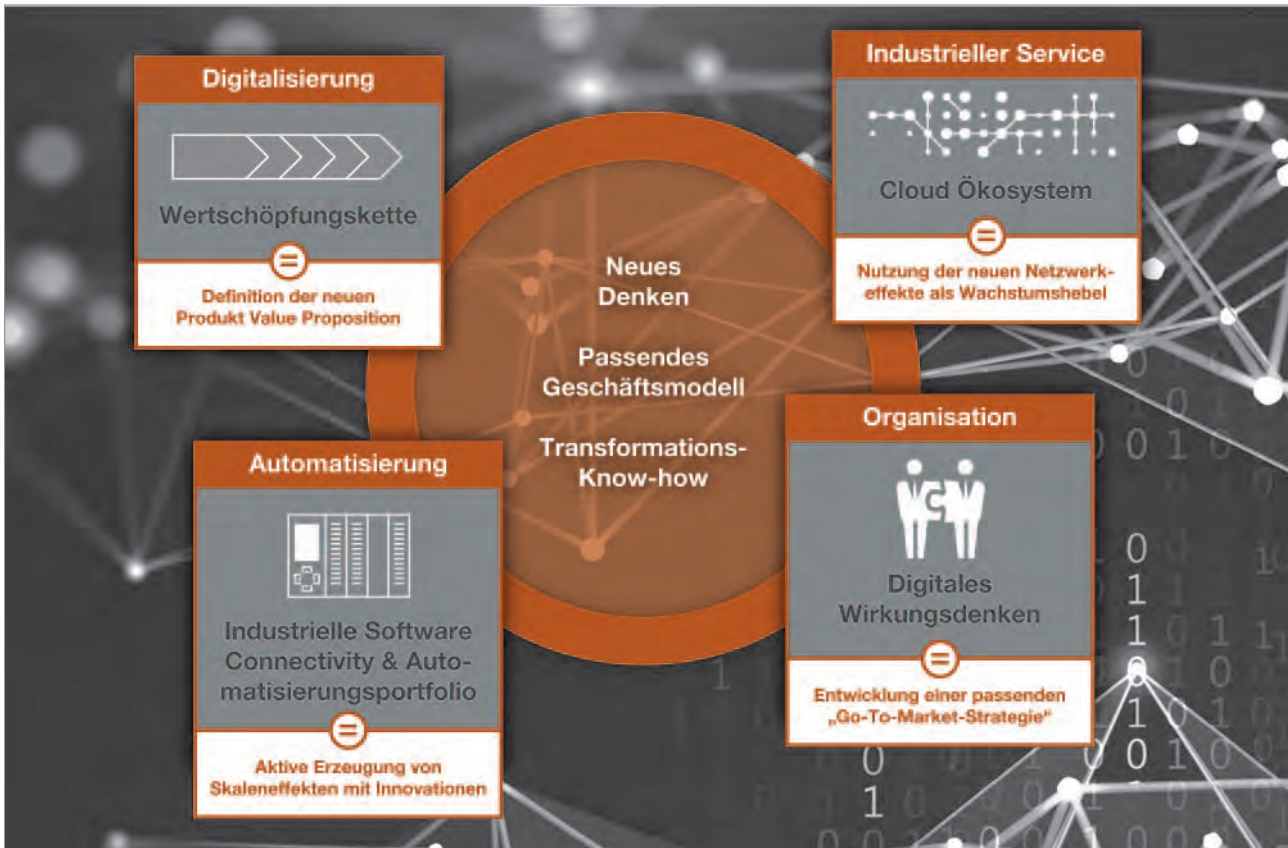 Digitalisierung
Wertschöpfungskette
=
Definition der neuen
Produkt Value Proposition
Industrieller Service
Cloud Ökosystem
=
Nutzung der neuen Netzwerk-
effekte als Wachstumshebel
Neues
Denken
Passendes
Geschäftsmodell
Transformations-
Know-how
Automatisierung
Industrielle Software
Connectivity & Auto-
matisierungsportfolio
=
Aktive Erzeugung von
Skaleneffekten mit Innovationen
Organisation
Digitales
Wirkungsdenken
=
Entwicklung einer passenden
„Go-To-Market-Strategie“